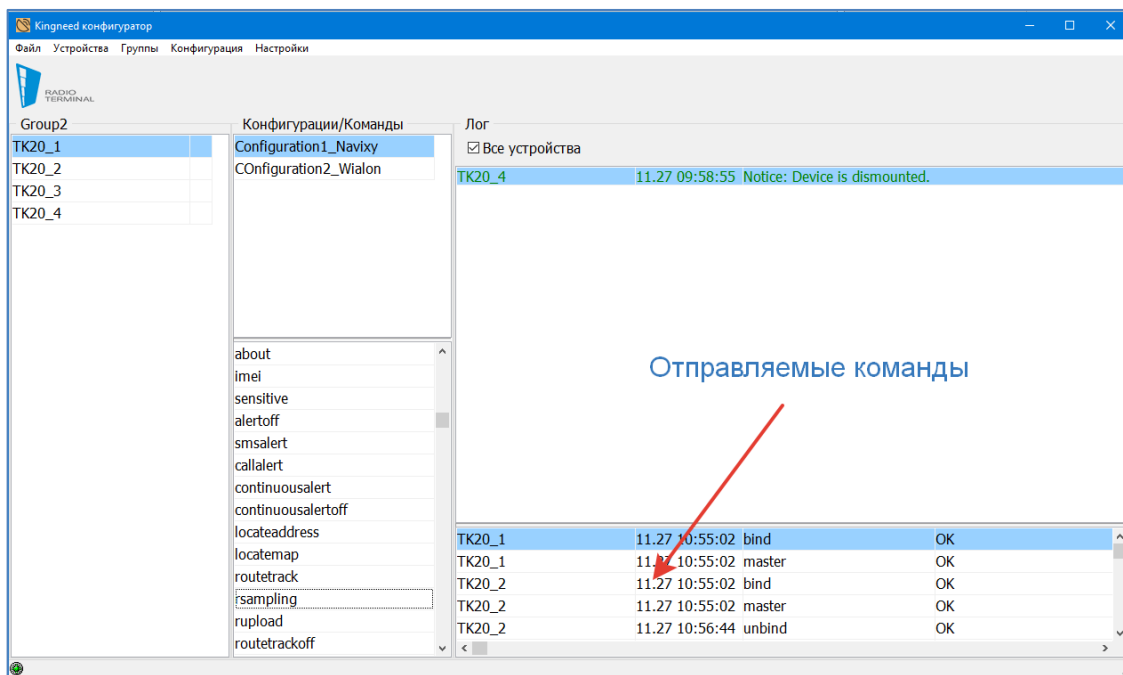 Kingneed конфигуратор
Файл Устройства Группы Конфигурация Настройки
RADIO
TERMINAL
Group2
TK20_1
TK20_2
TK20_3
TK20_4
Конфигурации/Команды
Configuration1_Navixy
COnfiguration2_Wialon
about
imei
sensitive
alertoff
smsalert
callalert
continuousalert
continuousalertoff
locateaddress
locatemap
routetrack
rsampling
rupload
routetrackoff
Лог
Все устройства
TK20_4 11.27 09:58:55 Notice: Device is dismounted.
Отправляемые команды
TK20_1 11.27 10:55:02 bind OK
TK20_1 11.27 10:55:02 master OK
TK20_2 11.27 10:55:02 bind OK
TK20_2 11.27 10:55:02 master OK
TK20_2 11.27 10:56:44 unbind OK